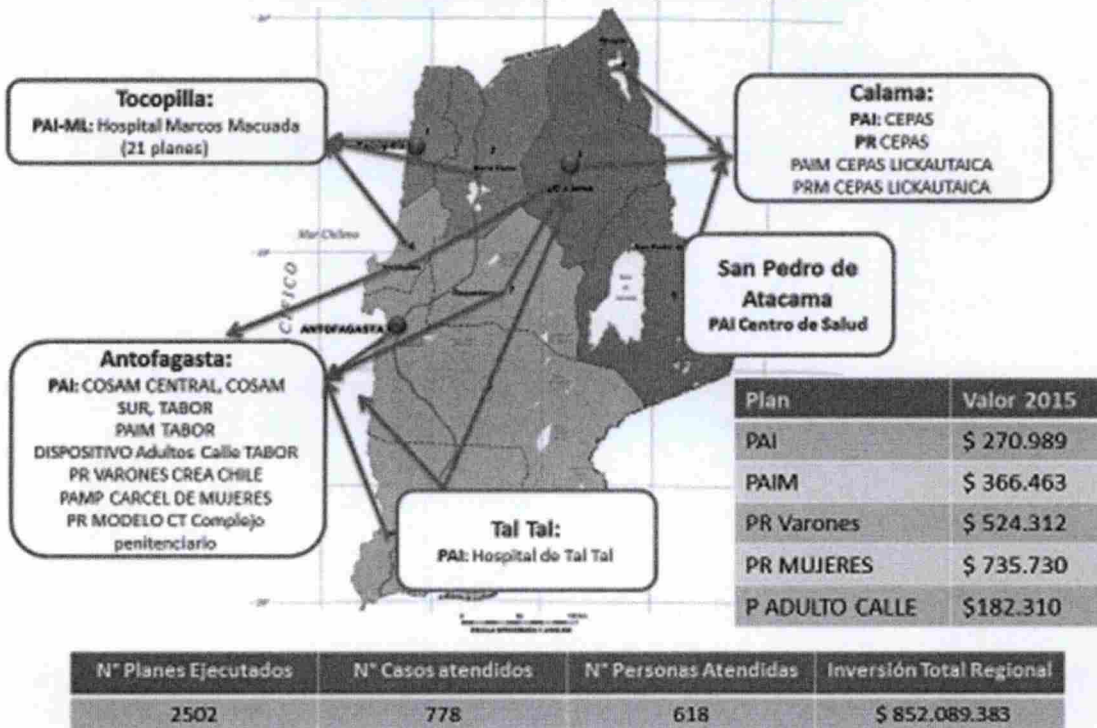 Tocopilla:
PAI-ML: Hospital Marcos Macuada
(21 planes)
Calama:
PAI: CEPAS
PR CEPAS
PAIM CEPAS LICKAUTAICA
PRM CEPAS LICKAUTAICA
Mar Chileno
San Pedro de
Atacama
PAI Centro de Salud
ANTOFAGASTA
Antofagasta:
PAI: COSAM CENTRAL, COSAM
SUR, TABOR
PAIM TABOR
DISPOSITIVO Adultos Calle TABOR
PR VARONES CREA CHILE
PAMP CARCEL DE MUJERES
PR MODELO CT Complejo
penitenciario
Tal Tal:
PAI: Hospital de Tal Tal
Plan Valor 2015
PAI $ 270.989
PAIM $ 366.463
PR Varones $ 524.312
PR MUJERES $ 735.730
P ADULTO CALLE $182.310
N° Planes Ejecutados N° Casos atendidos N° Personas Atendidas Inversión Total Regional
2502 778 618 $ 852.089.383